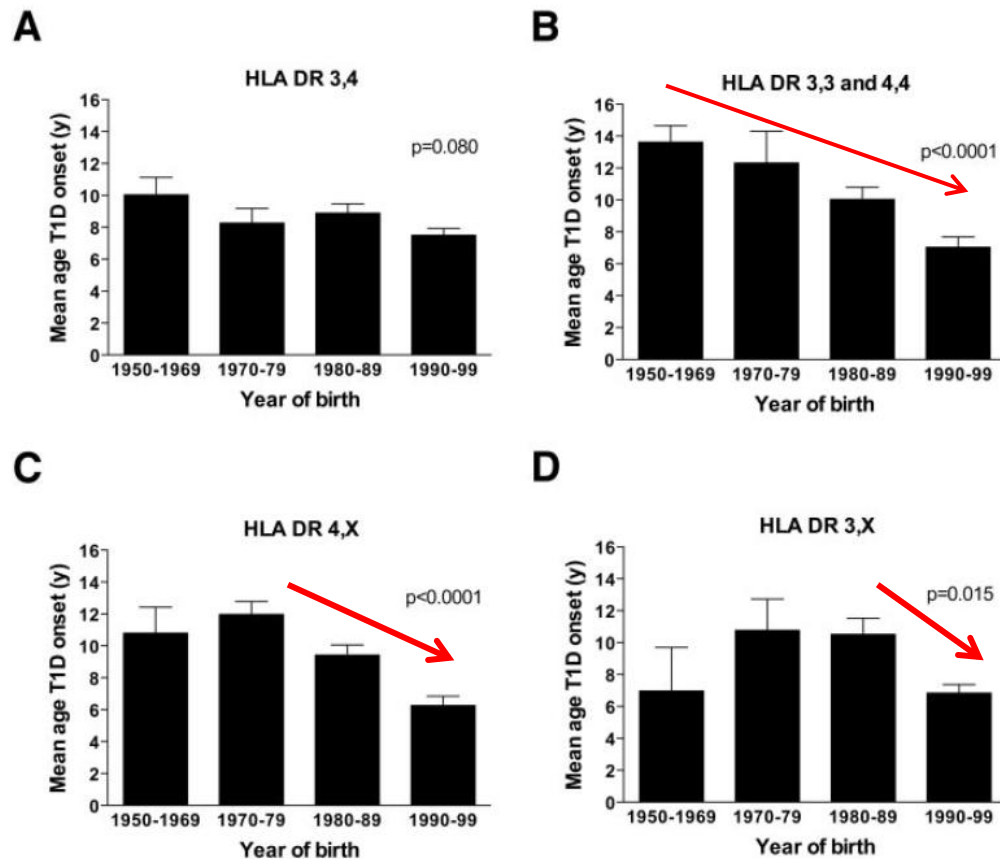 A
HLA DR 3,4
Mean age T1D onset (y)
16
14
12
10
8
6
4
2
0
p=0.080
1950-1969 1970-79 1980-89 1990-99
Year of birth
B
HLA DR 3,3 and 4,4
Mean age T1D onset (y)
16
14
12
10
8
6
4
2
0
p<0.0001
1950-1969 1970-79 1980-89 1990-99
Year of birth
C
HLA DR 4,X
Mean age T1D onset (y)
16
14
12
10
8
6
4
2
0
p<0.0001
1950-1969 1970-79 1980-89 1990-99
Year of birth
D
HLA DR 3,X
Mean age T1D onset (y)
16
14
12
10
8
6
4
2
0
p=0.015
1950-1969 1970-79 1980-89 1990-99
Year of birth